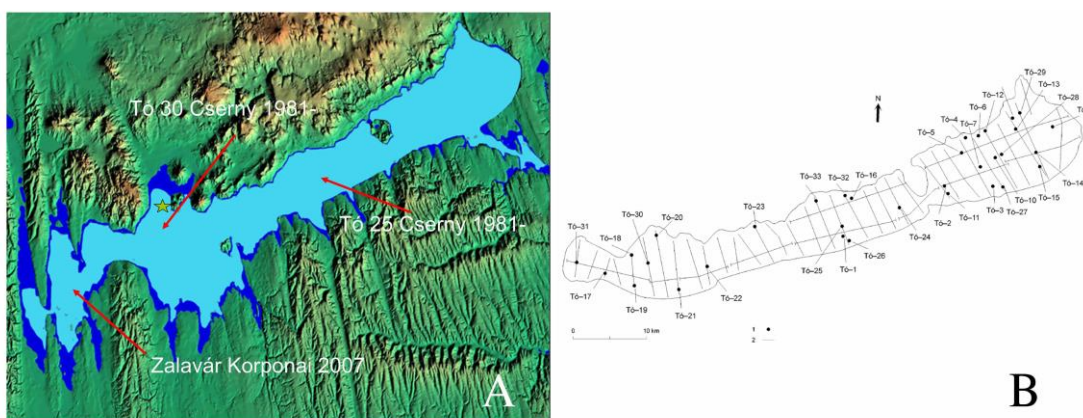 Tó 30 Cserny 1981-
Tó 25 Cserny 1981-
Zalavár Korponai 2007
A
Tó–29
Tó–13
Tó–12
Tó–6
Tó–28
Tó–4
Tó–7
Tó–5
N
Tó–32
Tó–16
Tó–33
Tó–14
Tó–15
Tó–10
Tó–27
Tó–3
Tó–11
Tó–2
Tó–23
Tó–20
Tó–30
Tó–18
Tó–31
Tó–24
Tó–26
Tó–1
Tó–25
Tó–22
Tó–17
Tó–19
Tó–21
0 10 km
1
2
B